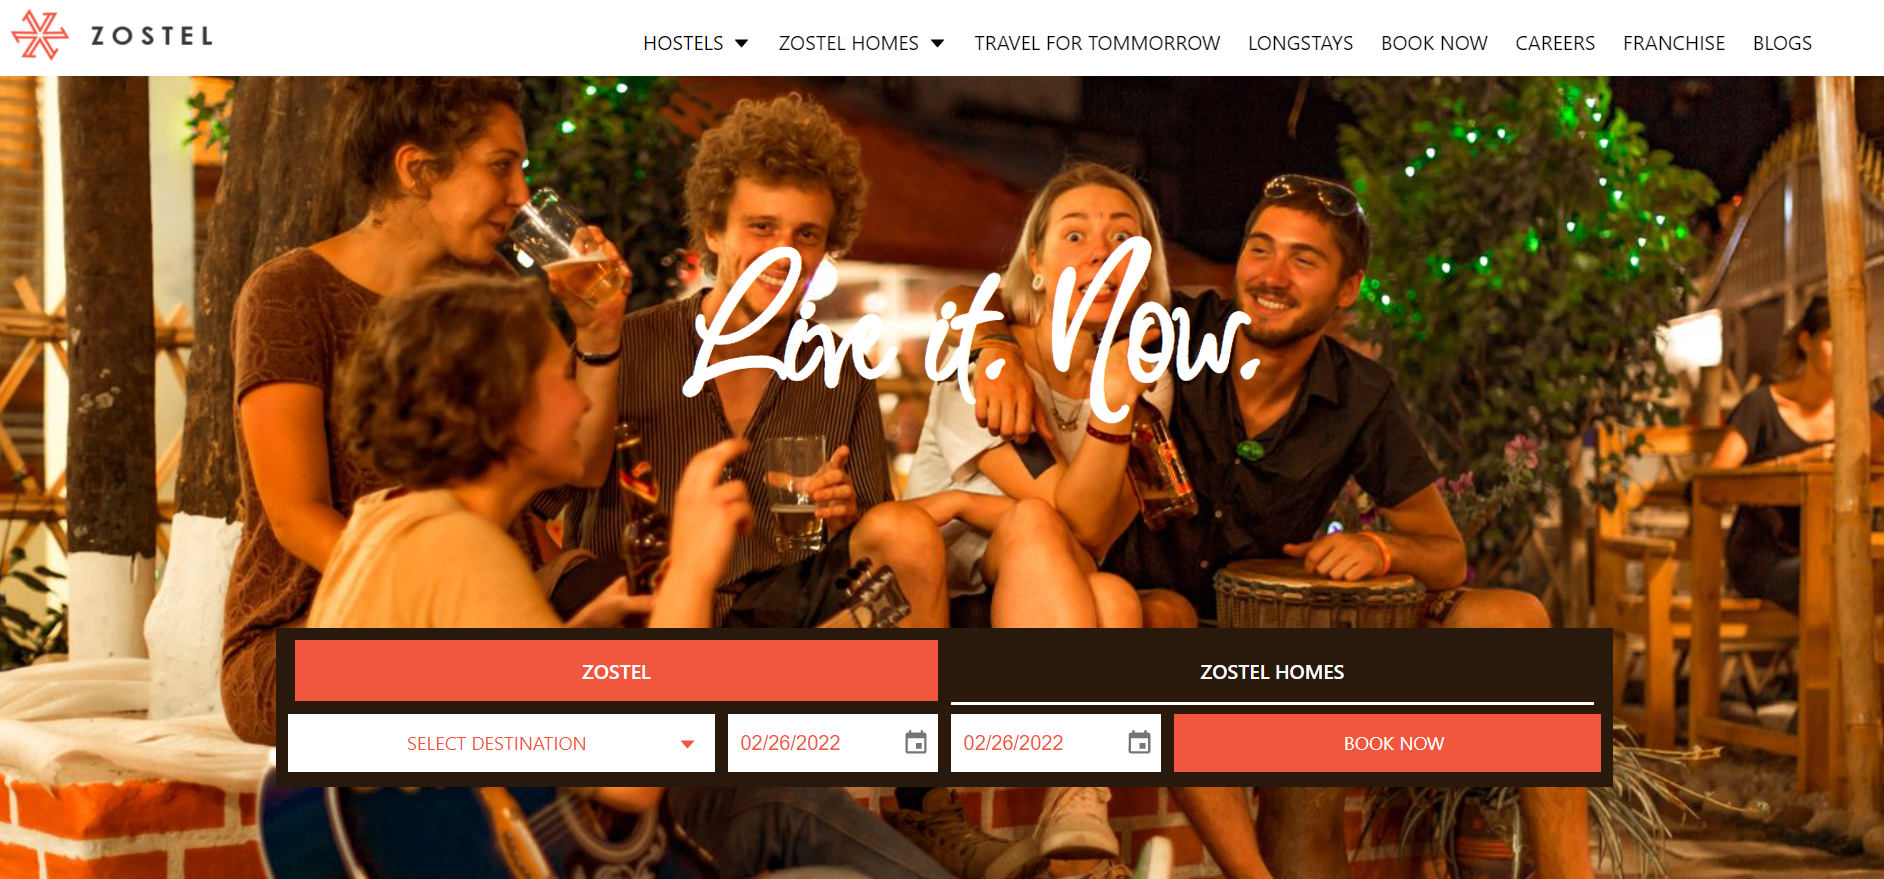 ZOSTEL
HOSTELS ZOSTEL HOMES TRAVEL FOR TOMMORROW LONGSTAYS BOOK NOW CAREERS FRANCHISE BLOGS
Live it. Now.
ZOSTEL ZOSTEL HOMES
SELECT DESTINATION 02/26/2022 02/26/2022 BOOK NOW